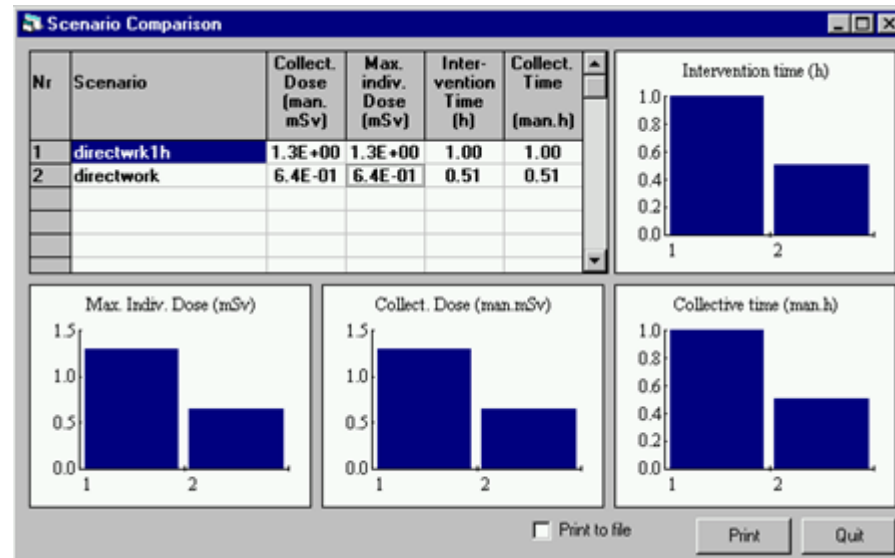 Scenario Comparison
Nr Scenario Collect. Dose (man. mSv) Max. indiv. Dose (mSv) Inter- vention Time (h) Collect. Time (man.h)
1 directwrk1h 1.3E+00 1.3E+00 1.00 1.00
2 directwork 6.4E-01 6.4E-01 0.51 0.51
Intervention time (h)
1.0
0.8
0.6
0.4
0.2
0.0
1 2
Max. Indiv. Dose (mSv)
1.5
1.0
0.5
0.0
1 2
Collect. Dose (man.mSv)
1.5
1.0
0.5
0.0
1 2
Collective time (man.h)
1.0
0.8
0.6
0.4
0.2
0.0
1 2
Print to file Print Quit